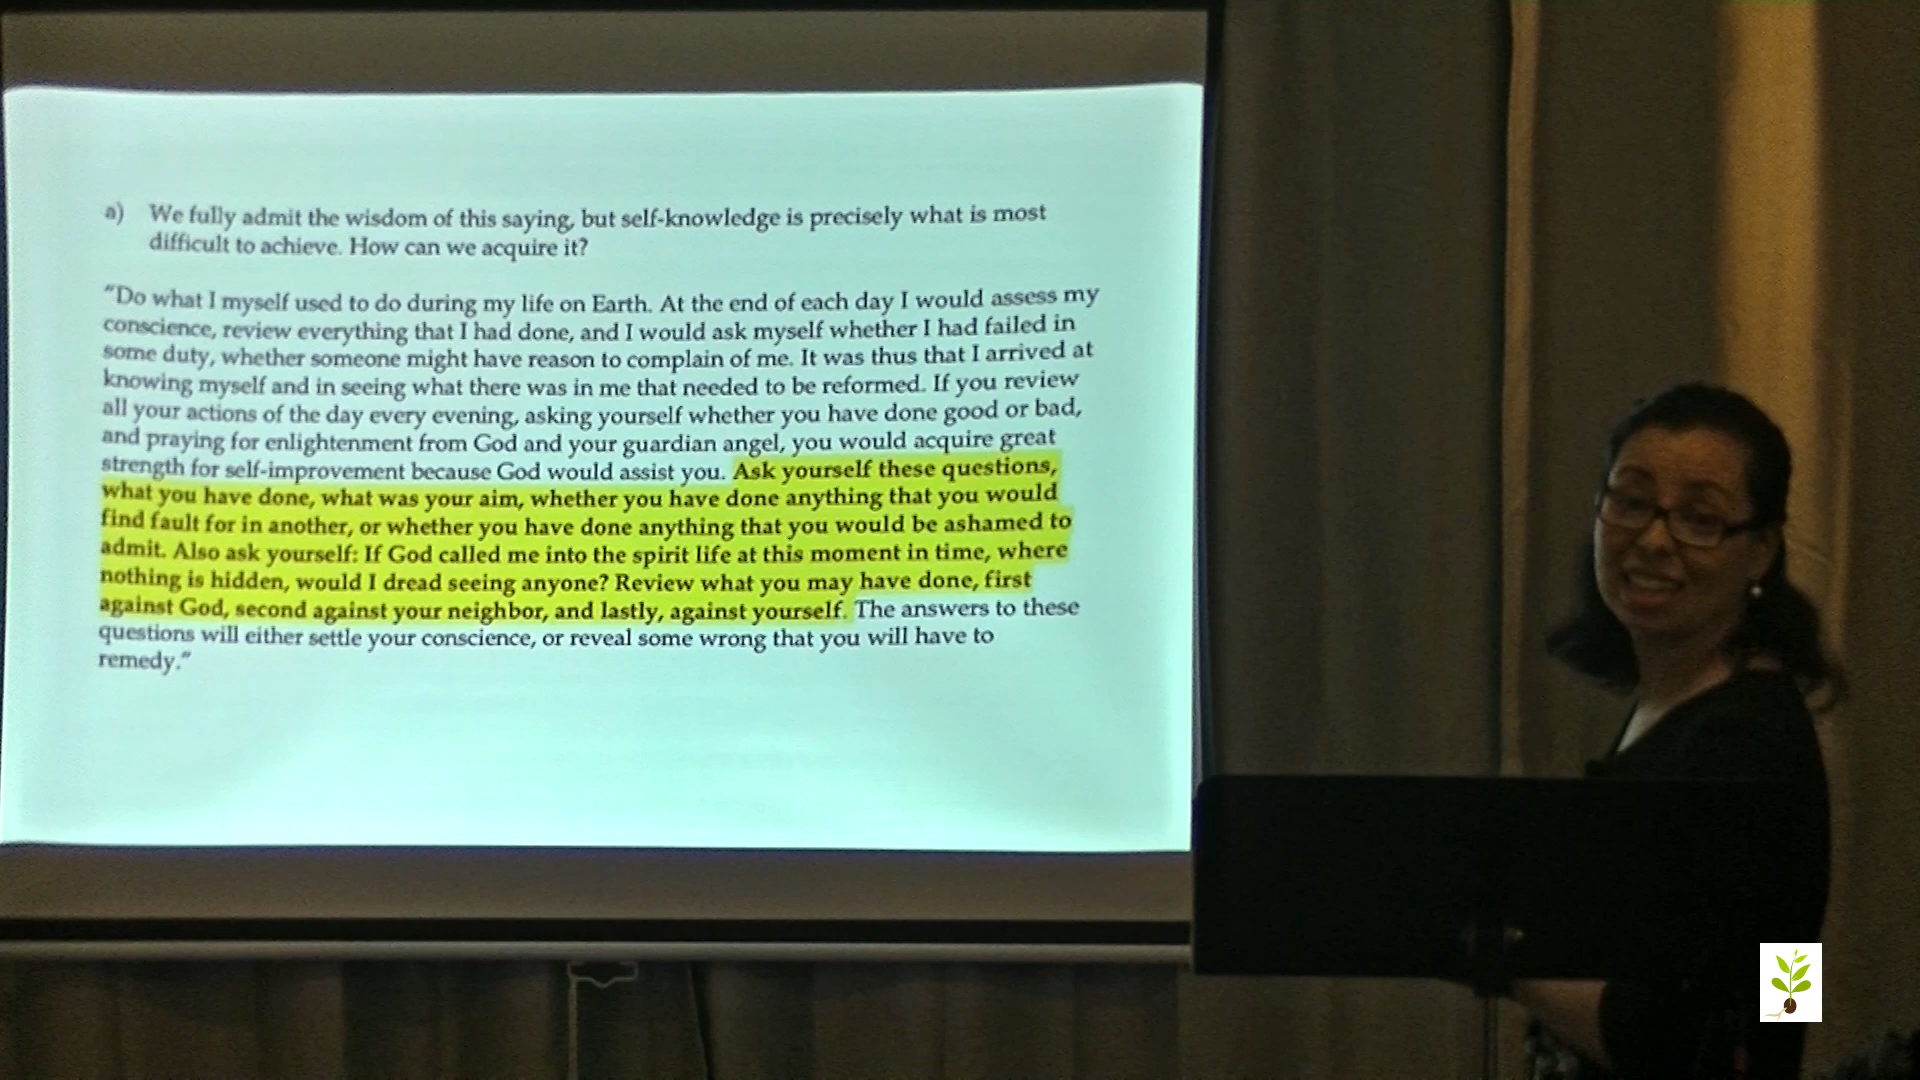 a) We fully admit the wisdom of this saying, but self-knowledge is precisely what is most
difficult to achieve. How can we acquire it?
“Do what I myself used to do during my life on Earth. At the end of each day I would assess my
conscience, review everything that I had done, and I would ask myself whether I had failed in
some duty, whether someone might have reason to complain of me. It was thus that I arrived at
knowing myself and in seeing what there was in me that needed to be reformed. If you review
all your actions of the day every evening, asking yourself whether you have done good or bad,
and praying for enlightenment from God and your guardian angel, you would acquire great
strength for self-improvement because God would assist you. Ask yourself these questions,
what you have done, what was your aim, whether you have done anything that you would
find fault for in another, or whether you have done anything that you would be ashamed to
admit. Also ask yourself: If God called me into the spirit life at this moment in time, where
nothing is hidden, would I dread seeing anyone? Review what you may have done, first
against God, second against your neighbor, and lastly, against yourself. The answers to these
questions will either settle your conscience, or reveal some wrong that you will have to
remedy.”